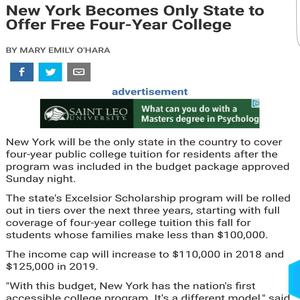 New York Becomes Only State to
Offer Free Four-Year College
BY MARY EMILY O'HARA
advertisement
SAINT LEO
UNIVERSITY
What can you do with a
Masters degree in Psycholog
New York will be the only state in the country to cover
four-year public college tuition for residents after the
program was included in the budget package approved
Sunday night.
The state's Excelsior Scholarship program will be rolled
out in tiers over the next three years, starting with full
coverage of four-year college tuition this fall for
students whose families make less than $100,000.
The income cap will increase to $110,000 in 2018 and
$125,000 in 2019.
"With this budget, New York has the nation's first
accessible college program. It's a different model," said